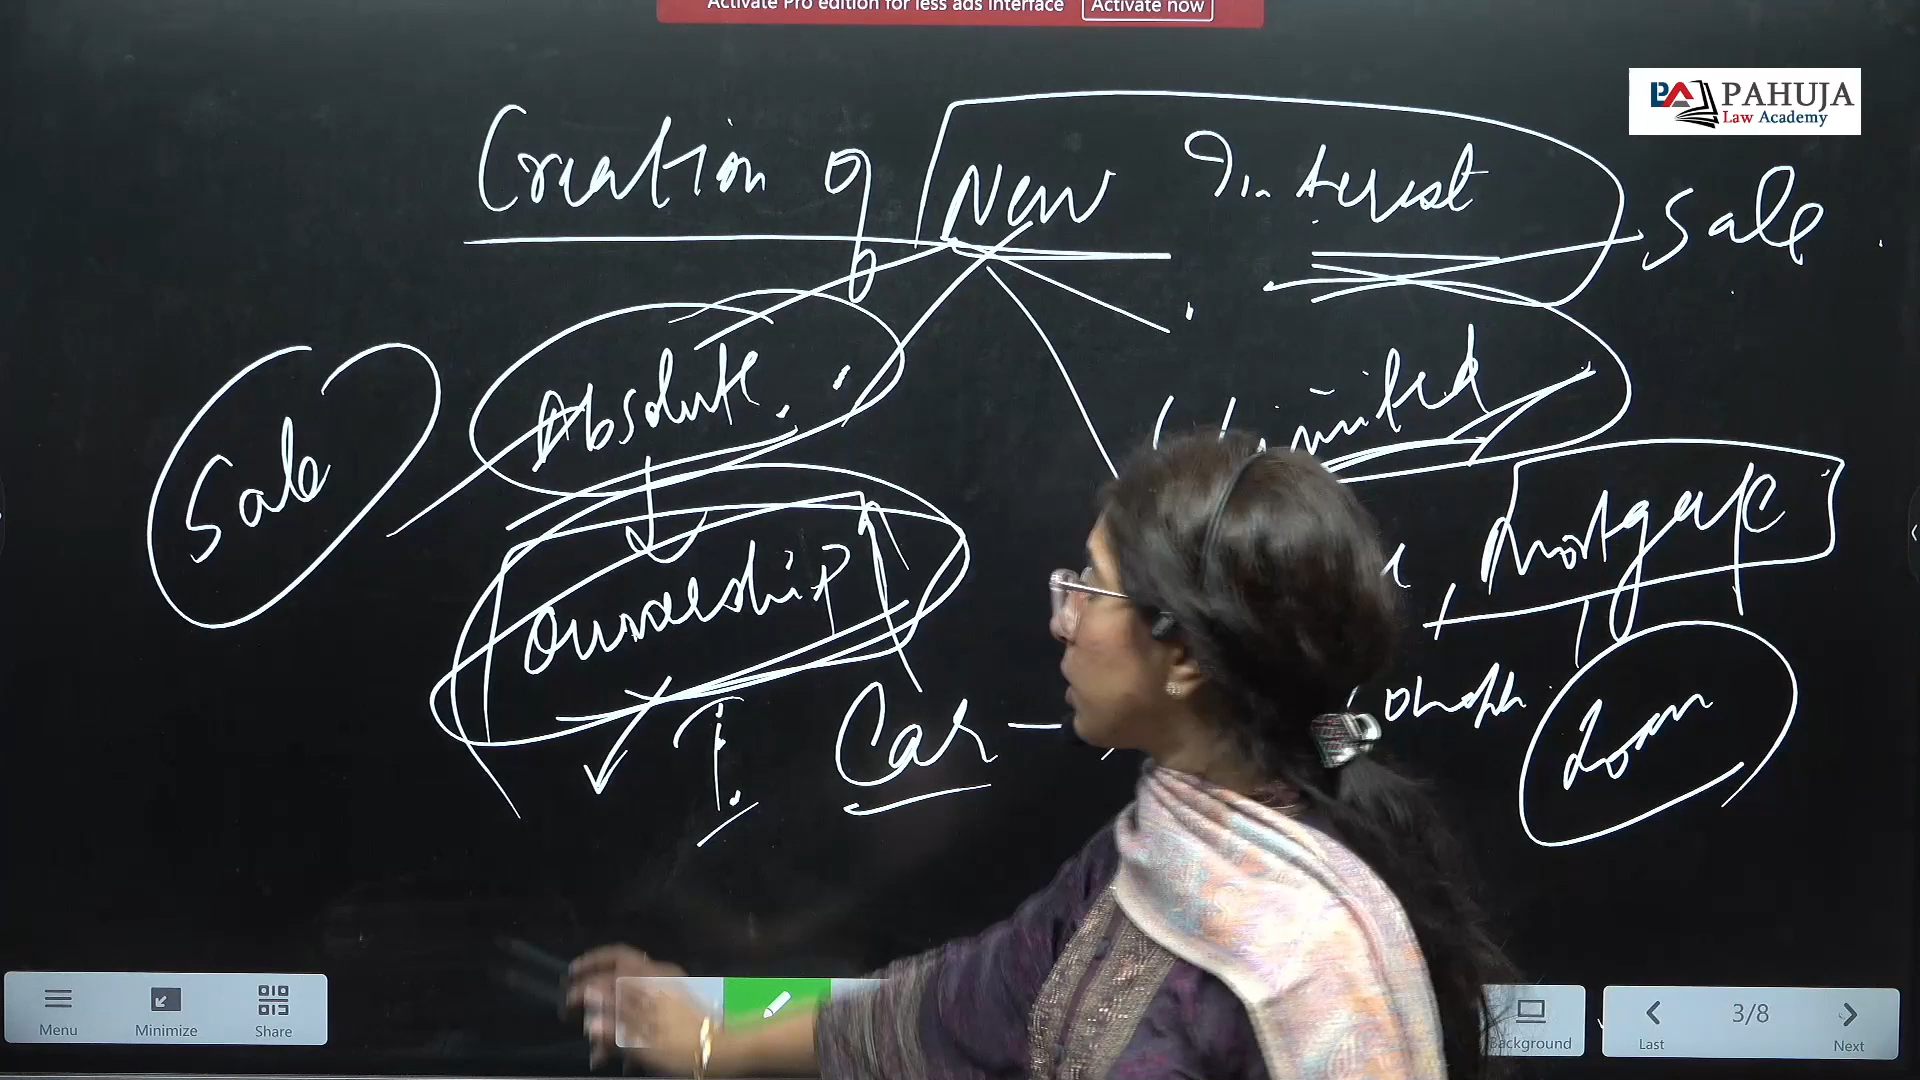 Activate Pro edition for less ads interface Activate now
PAHUJA
Law Academy
Creation of New Interest
Sale
Absolute
Limited
Sale
Mortgage
Ownership
Loan
I. Car
Menu
Minimize
Share
Background
3/8
Last
Next